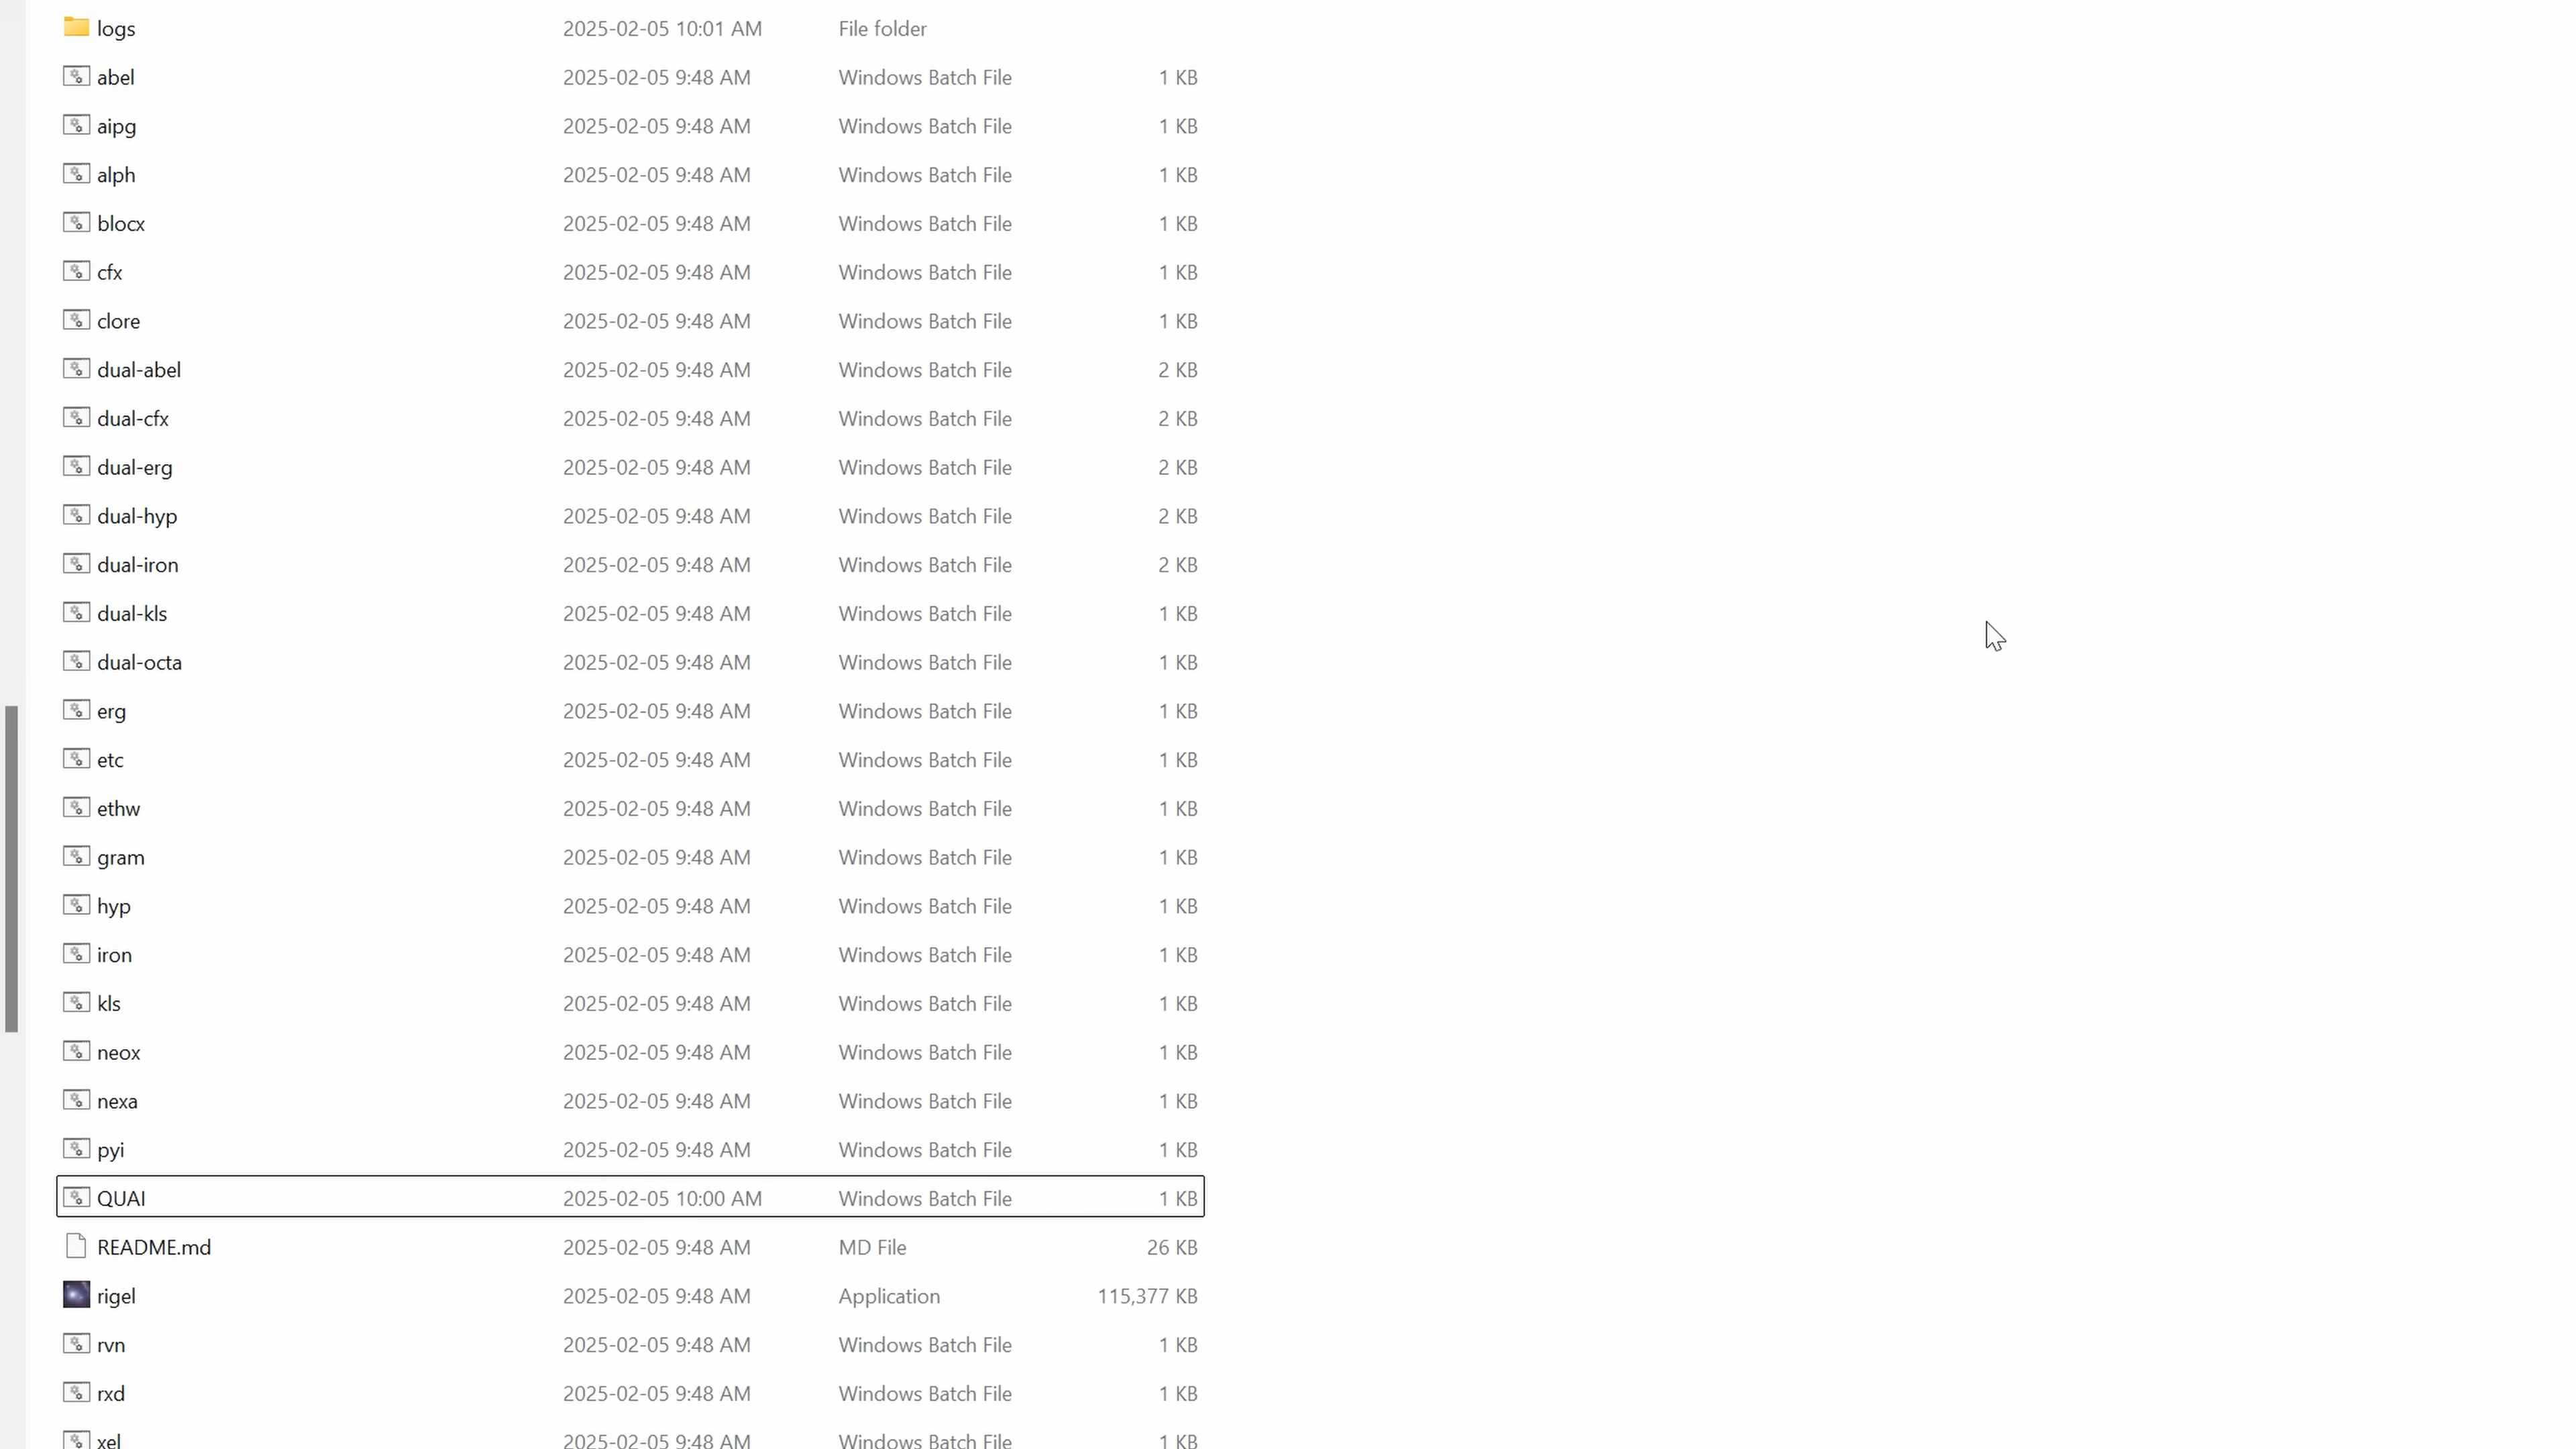 logs 2025-02-05 10:01 AM File folder
abel 2025-02-05 9:48 AM Windows Batch File 1 KB
aipg 2025-02-05 9:48 AM Windows Batch File 1 KB
alph 2025-02-05 9:48 AM Windows Batch File 1 KB
blocx 2025-02-05 9:48 AM Windows Batch File 1 KB
cfx 2025-02-05 9:48 AM Windows Batch File 1 KB
clore 2025-02-05 9:48 AM Windows Batch File 1 KB
dual-abel 2025-02-05 9:48 AM Windows Batch File 2 KB
dual-cfx 2025-02-05 9:48 AM Windows Batch File 2 KB
dual-erg 2025-02-05 9:48 AM Windows Batch File 2 KB
dual-hyp 2025-02-05 9:48 AM Windows Batch File 2 KB
dual-iron 2025-02-05 9:48 AM Windows Batch File 2 KB
dual-kls 2025-02-05 9:48 AM Windows Batch File 1 KB
dual-octa 2025-02-05 9:48 AM Windows Batch File 1 KB
erg 2025-02-05 9:48 AM Windows Batch File 1 KB
etc 2025-02-05 9:48 AM Windows Batch File 1 KB
ethw 2025-02-05 9:48 AM Windows Batch File 1 KB
gram 2025-02-05 9:48 AM Windows Batch File 1 KB
hyp 2025-02-05 9:48 AM Windows Batch File 1 KB
iron 2025-02-05 9:48 AM Windows Batch File 1 KB
kls 2025-02-05 9:48 AM Windows Batch File 1 KB
neox 2025-02-05 9:48 AM Windows Batch File 1 KB
nexa 2025-02-05 9:48 AM Windows Batch File 1 KB
pyi 2025-02-05 9:48 AM Windows Batch File 1 KB
QUAI 2025-02-05 10:00 AM Windows Batch File 1 KB
README.md 2025-02-05 9:48 AM MD File 26 KB
rigel 2025-02-05 9:48 AM Application 115,377 KB
rvn 2025-02-05 9:48 AM Windows Batch File 1 KB
rxd 2025-02-05 9:48 AM Windows Batch File 1 KB
xel 2025-02-05 9:48 AM Windows Batch File 1 KB